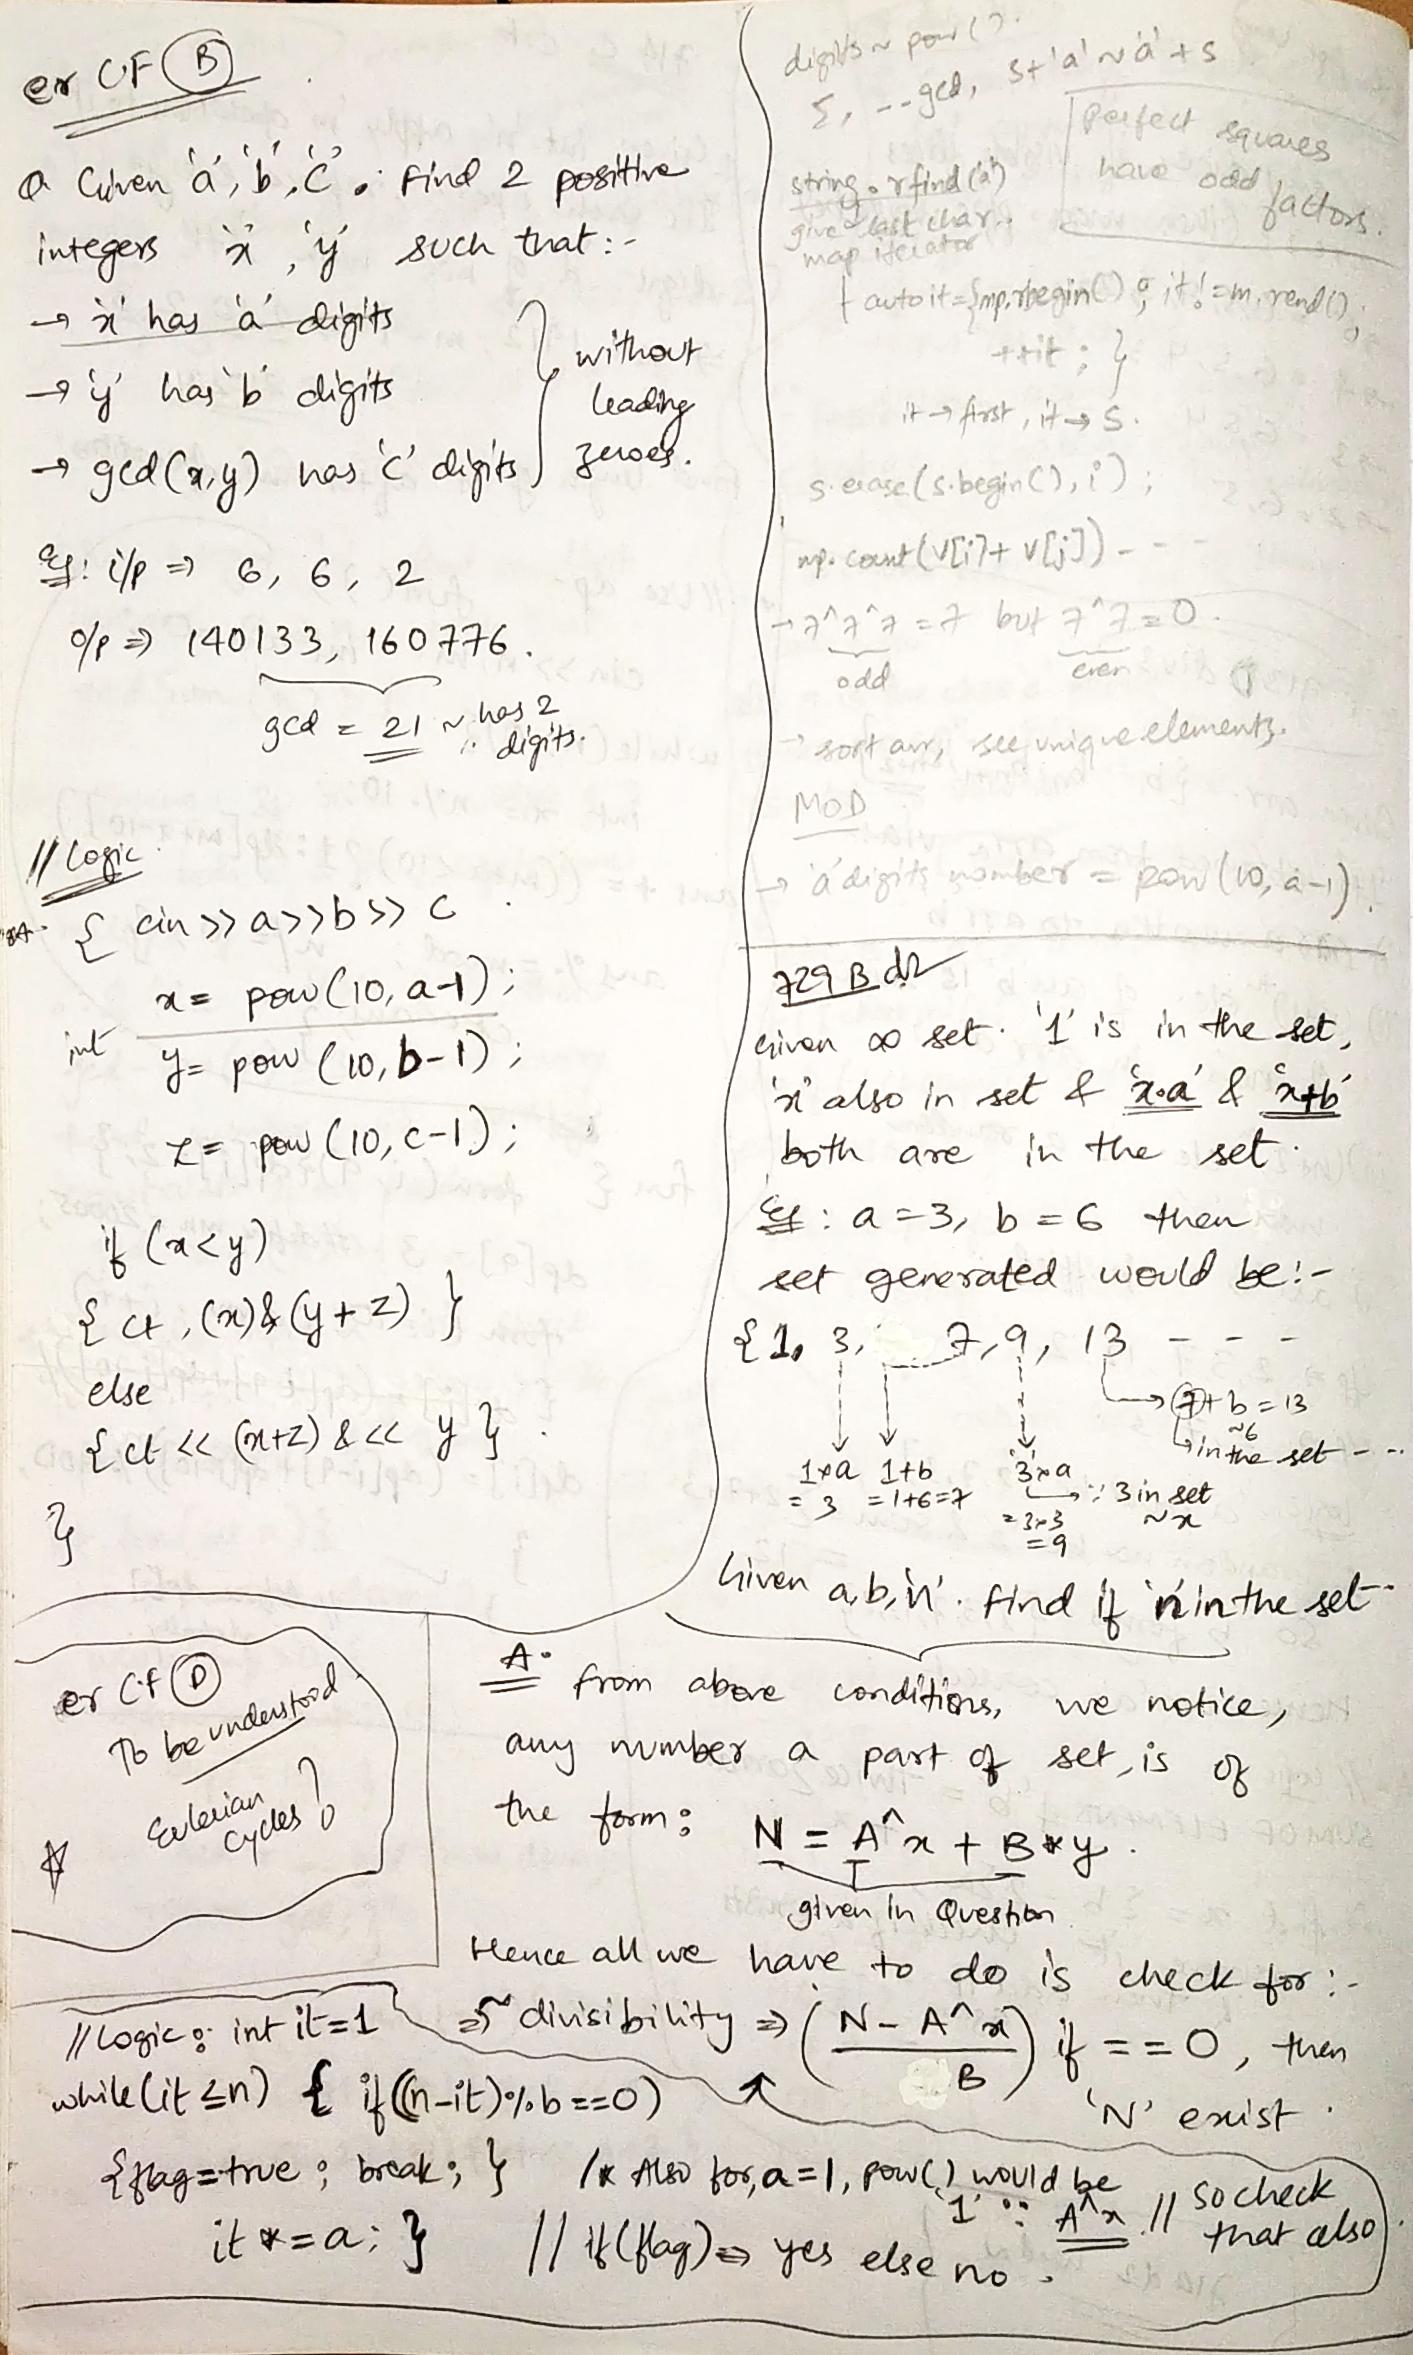 er CF (B)
Q Given 'a', 'b', 'c'. Find 2 positive
integers 'x', 'y' such that :-
→ 'x' has 'a' digits
→ 'y' has 'b' digits
→ gcd(x,y) has 'c' digits
} without
leading
zeroes.
Eg: i/p ⇒ 6, 6, 2
o/p ⇒ 140133, 160776.
gcd = 21 ~ has 2
digits.
// Logic
{ cin >> a >> b >> c
x = pow(10, a-1);
int
y = pow(10, b-1);
z = pow(10, c-1);
if (x<y)
{ ct, (x) & (y+z) }
else
{ ct << (x+z) & << y }
}
digits ~ pow( ).
Σ, --gcd, s+'a' ~ 'a'+s
Perfect squares
have odd
factors.
string.rfind('a')
give last char..
map iterator
{ auto it = {mp.rbegin(); it! = m.rend();
++it; }
it → first, it → s.
s.erase(s.begin(), i);
mp.count(v[i]+v[j]) - - -
→ 7^7^7 = 7 but 7^7 = 0.
odd even
→ sort arr, see unique elements.
MOD
→ 'a' digits number = pow(10, a-1).
729 B d2
Given ∞ set. '1' is in the set,
'x' also in set & 'x.a' & 'x+b'
both are in the set.
Eg: a=3, b=6 then
set generated would be:-
{1, 3, 7, 9, 13 - - -
(7)+b=13
~6
in the set - - -
1*a 1+b '3'*a
= 3 =1+6=7 ∵ 3 in set
= 3*3 ~x
=9
Given a,b,'n'. find if 'n' in the set--
er CF (D)
To be understood
Eulerian
Cycles?
A.
from above conditions, we notice,
any number a part of set, is of
the form: N = A^x + B*y.
given in Question
Hence all we have to do is check for:-
⇒ divisibility ⇒ (N - A^x / B) if ==0, then
'N' exist.
// Logic: int it=1
while(it ≤n) { if((n-it)%b==0)
{flag=true; break; }
it *= a; }
/* Also for, a=1, pow() would be
'1' ∵ A^x // so check
that also
// if(flag) ⇒ yes else no.